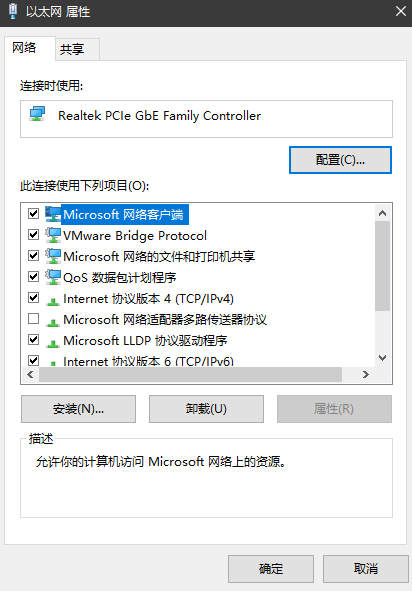 以太网 属性
网络
共享
连接时使用:
Realtek PCIe GbE Family Controller
配置(C)...
此连接使用下列项目(O):
Microsoft 网络客户端
VMware Bridge Protocol
Microsoft 网络的文件和打印机共享
QoS 数据包计划程序
Internet 协议版本 4 (TCP/IPv4)
Microsoft 网络适配器多路传送器协议
Microsoft LLDP 协议驱动程序
Internet 协议版本 6 (TCP/IPv6)
安装(N)...
卸载(U)
属性(R)
描述
允许你的计算机访问 Microsoft 网络上的资源。
确定
取消